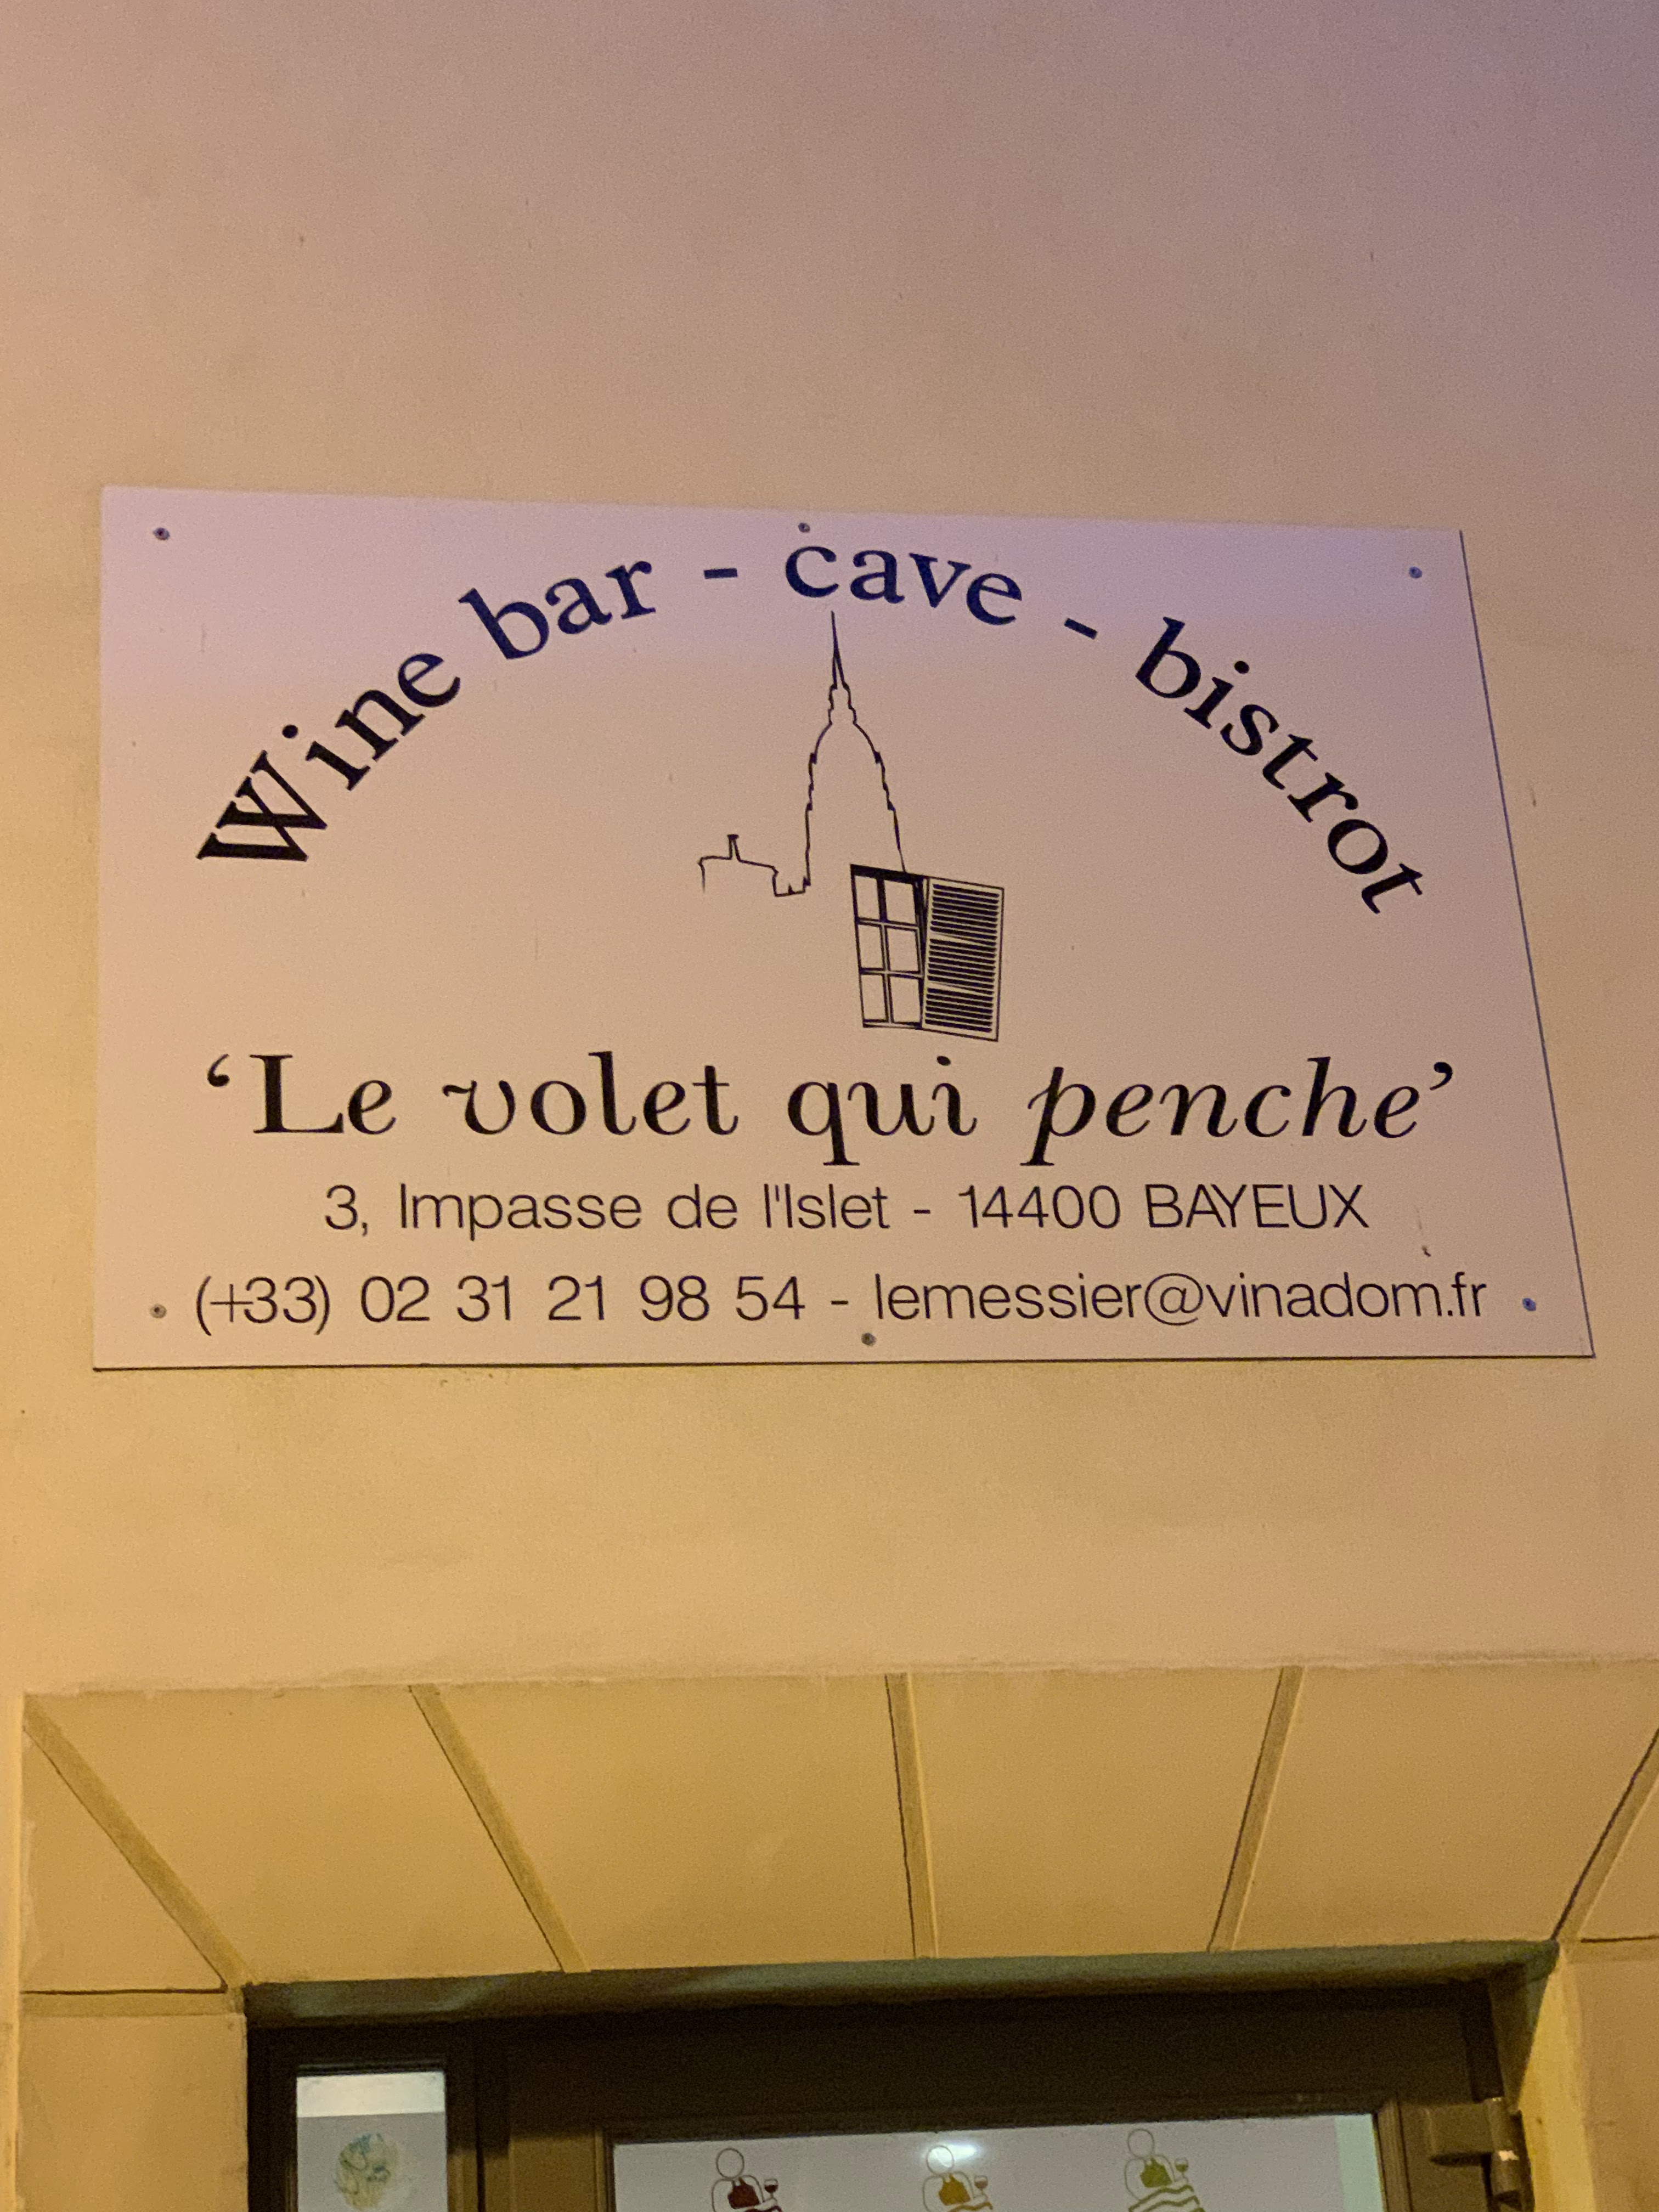 Wine bar - cave - bistrot
‘Le volet qui penche’
3, Impasse de l'Islet - 14400 BAYEUX
(+33) 02 31 21 98 54 - lemessier@vinadom.fr